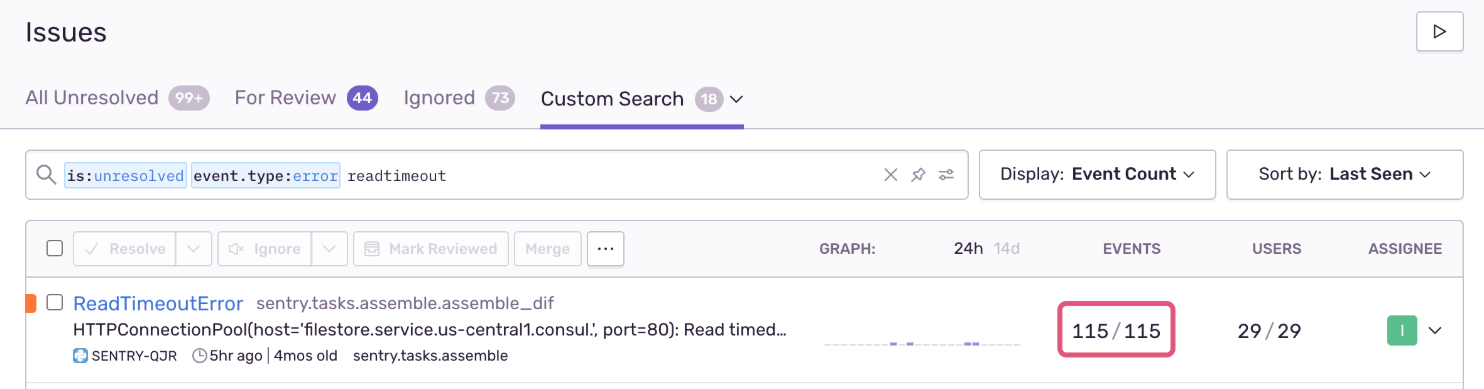 Issues
All Unresolved 99+ For Review 44 Ignored 73 Custom Search 18
is:unresolved event.type:error readtimeout Display: Event Count Sort by: Last Seen
Resolve Ignore Mark Reviewed Merge ... GRAPH: 24h 14d EVENTS USERS ASSIGNEE
ReadTimeoutError sentry.tasks.assemble.assemble_dif
HTTPConnectionPool(host='filestore.service.us-central1.consul.', port=80): Read timed... 115/115 29/29 I
SENTRY-QJR 5hr ago | 4mos old sentry.tasks.assemble